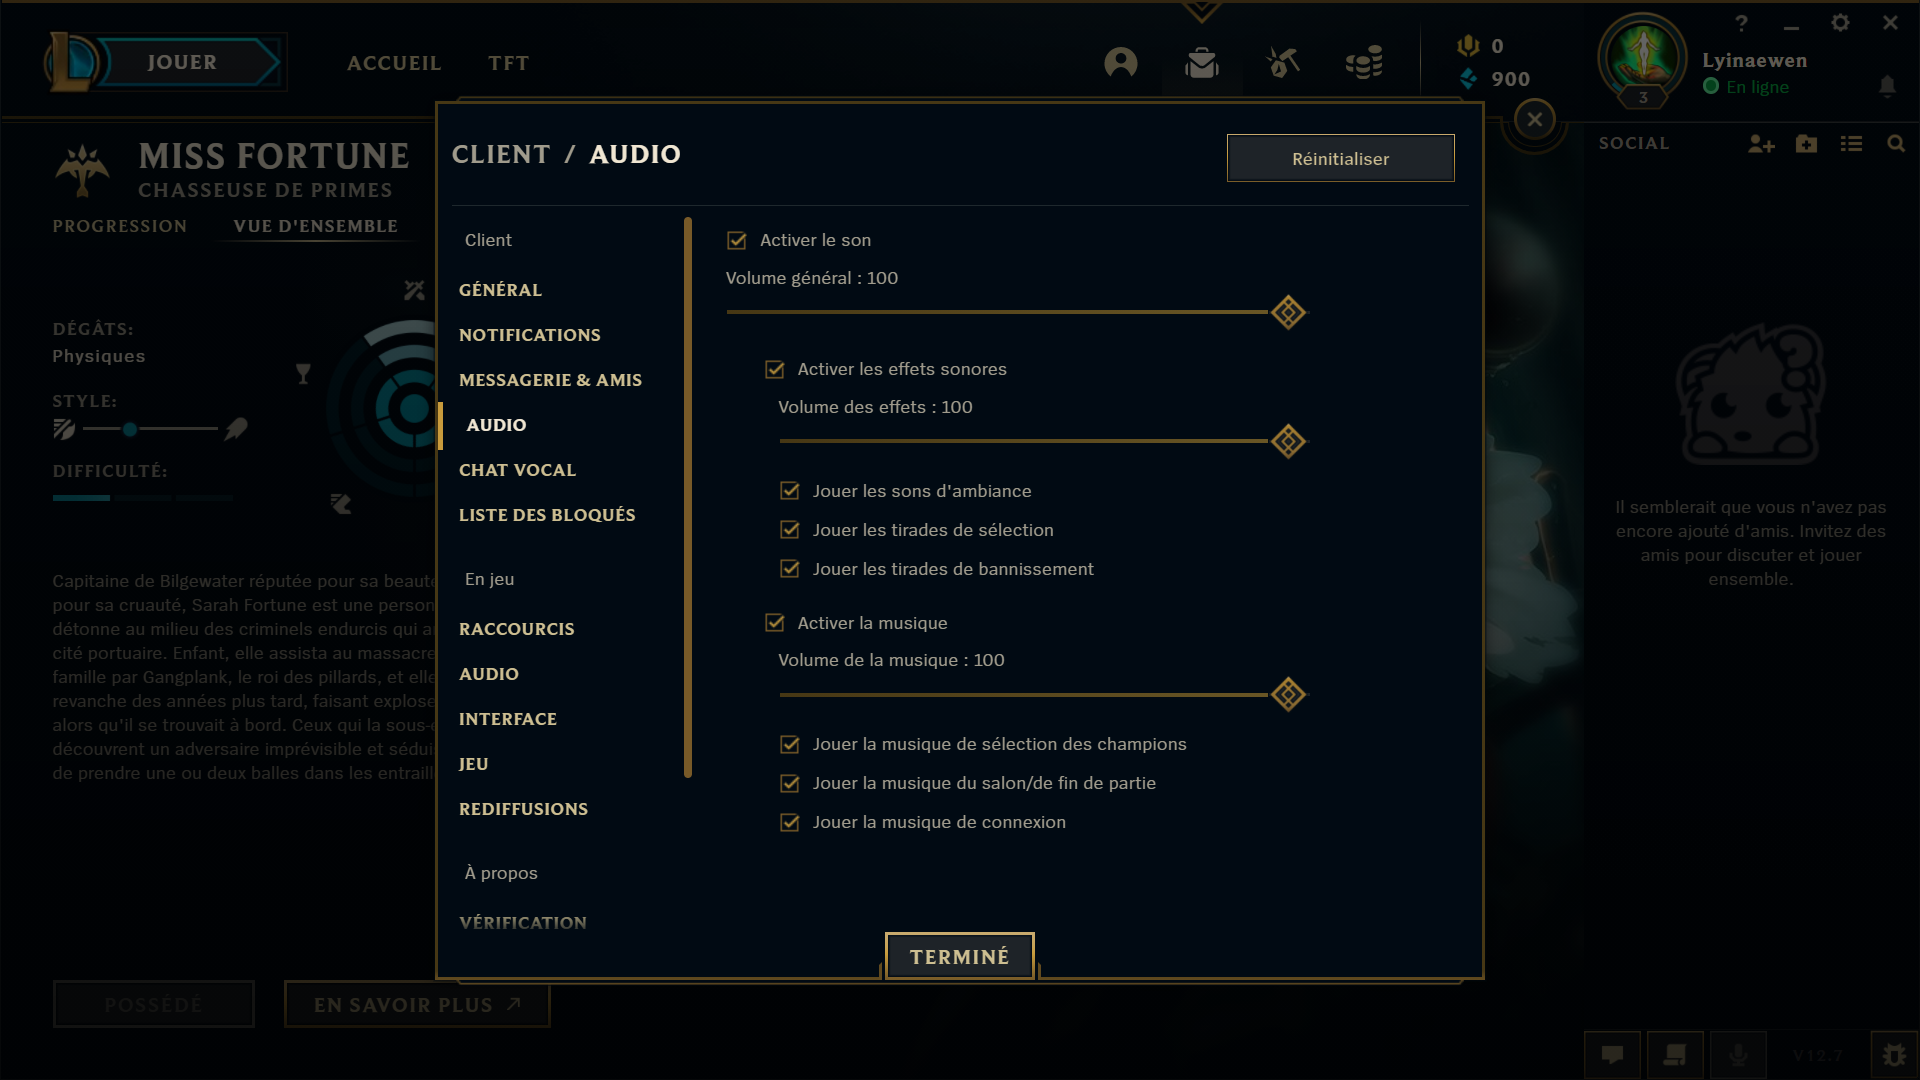 JOUER
ACCUEIL
TFT
0
900
?
Lyinaewen
En ligne
3
MISS FORTUNE
CHASSEUSE DE PRIMES
PROGRESSION
VUE D'ENSEMBLE
DÉGÂTS:
Physiques
STYLE:
DIFFICULTÉ:
Capitaine de Bilgewater réputée pour sa beauté
pour sa cruauté, Sarah Fortune est une person
détonne au milieu des criminels endurcis qui a
cité portuaire. Enfant, elle assista au massacre
famille par Gangplank, le roi des pillards, et elle
revanche des années plus tard, faisant explose
alors qu'il se trouvait à bord. Ceux qui la sous-
découvrent un adversaire imprévisible et sédui
de prendre une ou deux balles dans les entraill
POSSÉDÉ
EN SAVOIR PLUS
CLIENT / AUDIO
Réinitialiser
Client
GÉNÉRAL
NOTIFICATIONS
MESSAGERIE & AMIS
AUDIO
CHAT VOCAL
LISTE DES BLOQUÉS
En jeu
RACCOURCIS
AUDIO
INTERFACE
JEU
REDIFFUSIONS
À propos
VÉRIFICATION
Activer le son
Volume général : 100
Activer les effets sonores
Volume des effets : 100
Jouer les sons d'ambiance
Jouer les tirades de sélection
Jouer les tirades de bannissement
Activer la musique
Volume de la musique : 100
Jouer la musique de sélection des champions
Jouer la musique du salon/de fin de partie
Jouer la musique de connexion
TERMINÉ
SOCIAL
Il semblerait que vous n'avez pas
encore ajouté d'amis. Invitez des
amis pour discuter et jouer
ensemble.
V12.7